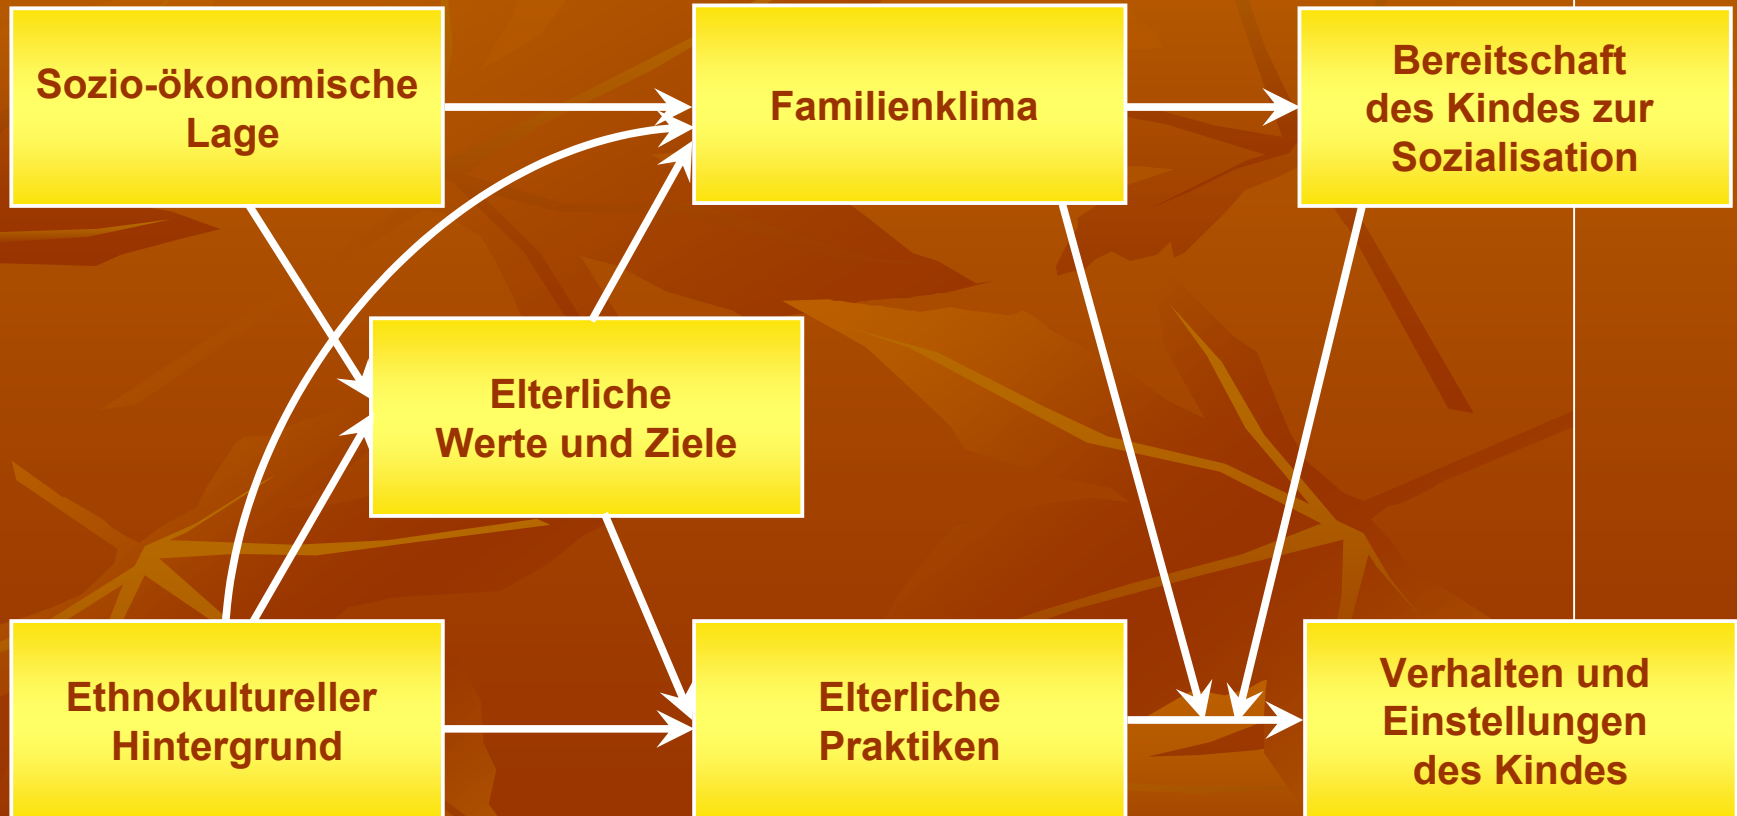 Sozio-ökonomische
Lage
Familienklima
Bereitschaft
des Kindes zur
Sozialisation
Elterliche
Werte und Ziele
Ethnokultureller
Hintergrund
Elterliche
Praktiken
Verhalten und
Einstellungen
des Kindes